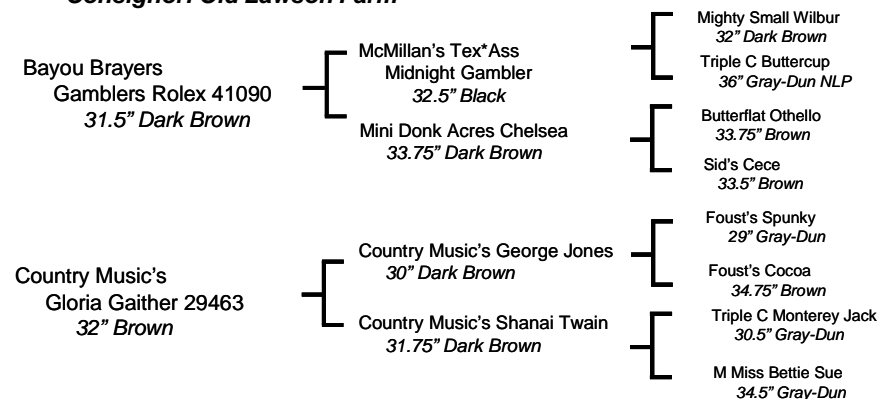 Consignor: Old Lawson Farm
Mighty Small Wilbur
32” Dark Brown
Triple C Buttercup
36” Gray-Dun NLP
McMillan’s Tex*Ass
Midnight Gambler
32.5” Black
Bayou Brayers
Gamblers Rolex 41090
31.5” Dark Brown
Mini Donk Acres Chelsea
33.75” Dark Brown
Butterflat Othello
33.75” Brown
Sid’s Cece
33.5” Brown
Foust’s Spunky
29” Gray-Dun
Foust’s Cocoa
34.75” Brown
Country Music’s George Jones
30” Dark Brown
Country Music’s
Gloria Gaither 29463
32” Brown
Country Music’s Shanai Twain
31.75” Dark Brown
Triple C Monterey Jack
30.5” Gray-Dun
M Miss Bettie Sue
34.5” Gray-Dun